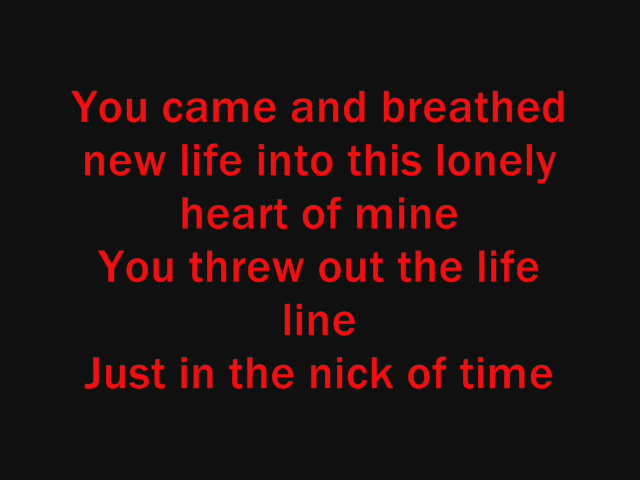 You came and breathed
new life into this lonely
heart of mine
You threw out the life
line
Just in the nick of time